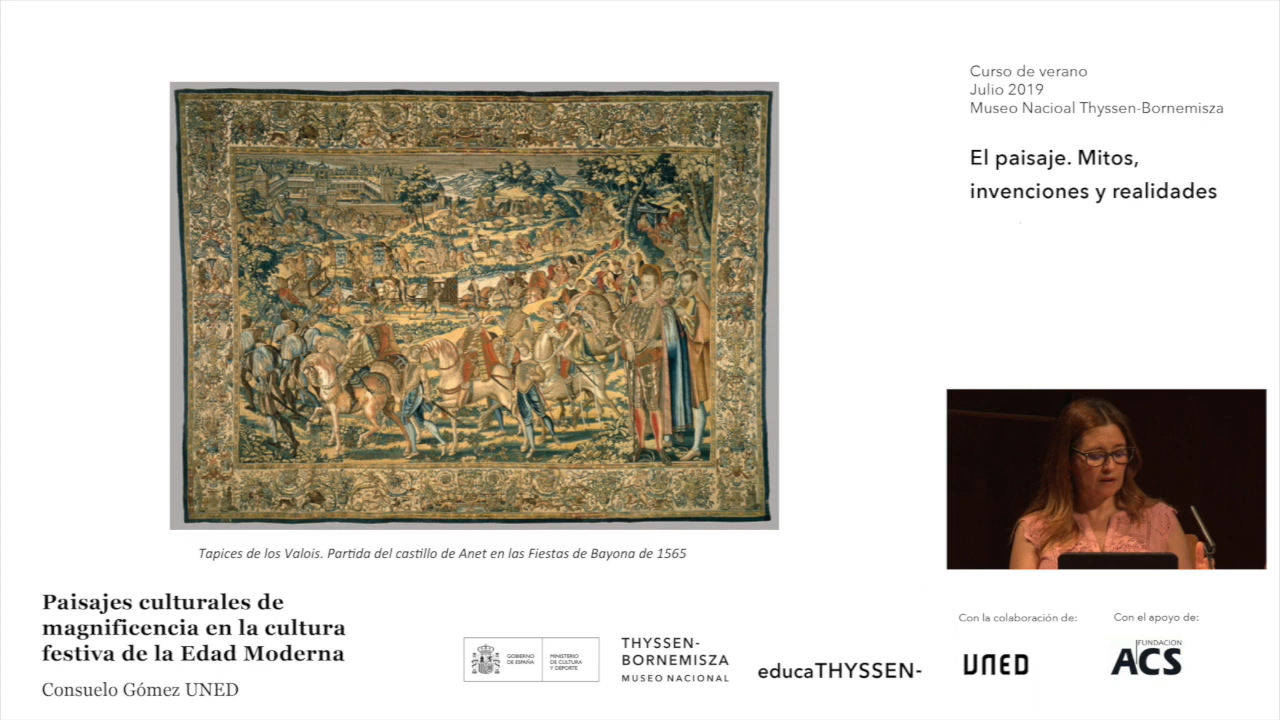 Curso de verano
Julio 2019
Museo Nacioal Thyssen-Bornemisza
El paisaje. Mitos,
invenciones y realidades
Tapices de los Valois. Partida del castillo de Anet en las Fiestas de Bayona de 1565
Paisajes culturales de
magnificencia en la cultura
festiva de la Edad Moderna
Consuelo Gómez UNED
GOBIERNO
DE ESPAÑA
MINISTERIO
DE CULTURA
Y DEPORTE
THYSSEN-
BORNEMISZA
MUSEO NACIONAL
educaTHYSSEN-
Con la colaboración de:
UNED
Con el apoyo de:
FUNDACION
ACS